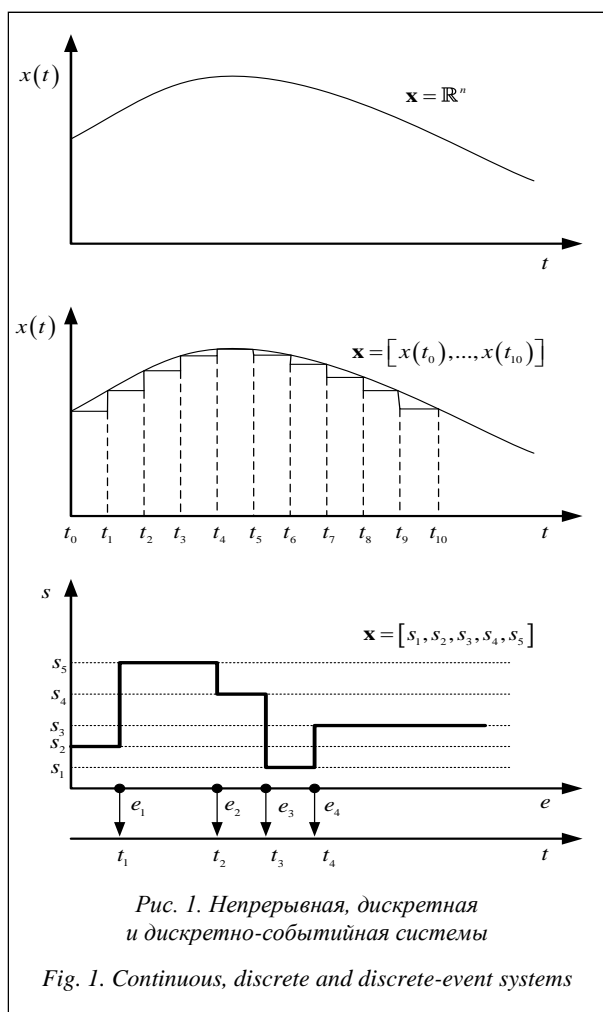 x(t)
𝐱 = ℝⁿ
t
x(t)
𝐱 = [x(t₀),...,x(t₁₀)]
t₀ t₁ t₂ t₃ t₄ t₅ t₆ t₇ t₈ t₉ t₁₀ t
s
𝐱 = [s₁, s₂, s₃, s₄, s₅]
s₅
s₄
s₃
s₂
s₁
e₁ e₂ e₃ e₄ e
t₁ t₂ t₃ t₄ t
Рис. 1. Непрерывная, дискретная
и дискретно-событийная системы
Fig. 1. Continuous, discrete and discrete-event systems